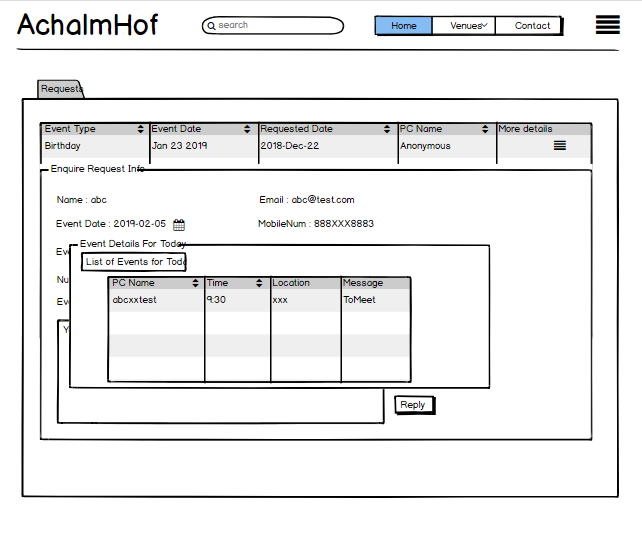 AchalmHof
search
Home Venues Contact
Requests
Event Type Event Date Requested Date PC Name More details
Birthday Jan 23 2019 2018-Dec-22 Anonymous
Enquire Request Info
Name : abc Email : abc@test.com
Event Date : 2019-02-05 MobileNum : 888XXX8883
Event Details For Today
List of Events for Toda
PC Name Time Location Message
abcxxtest 9:30 xxx ToMeet
Reply